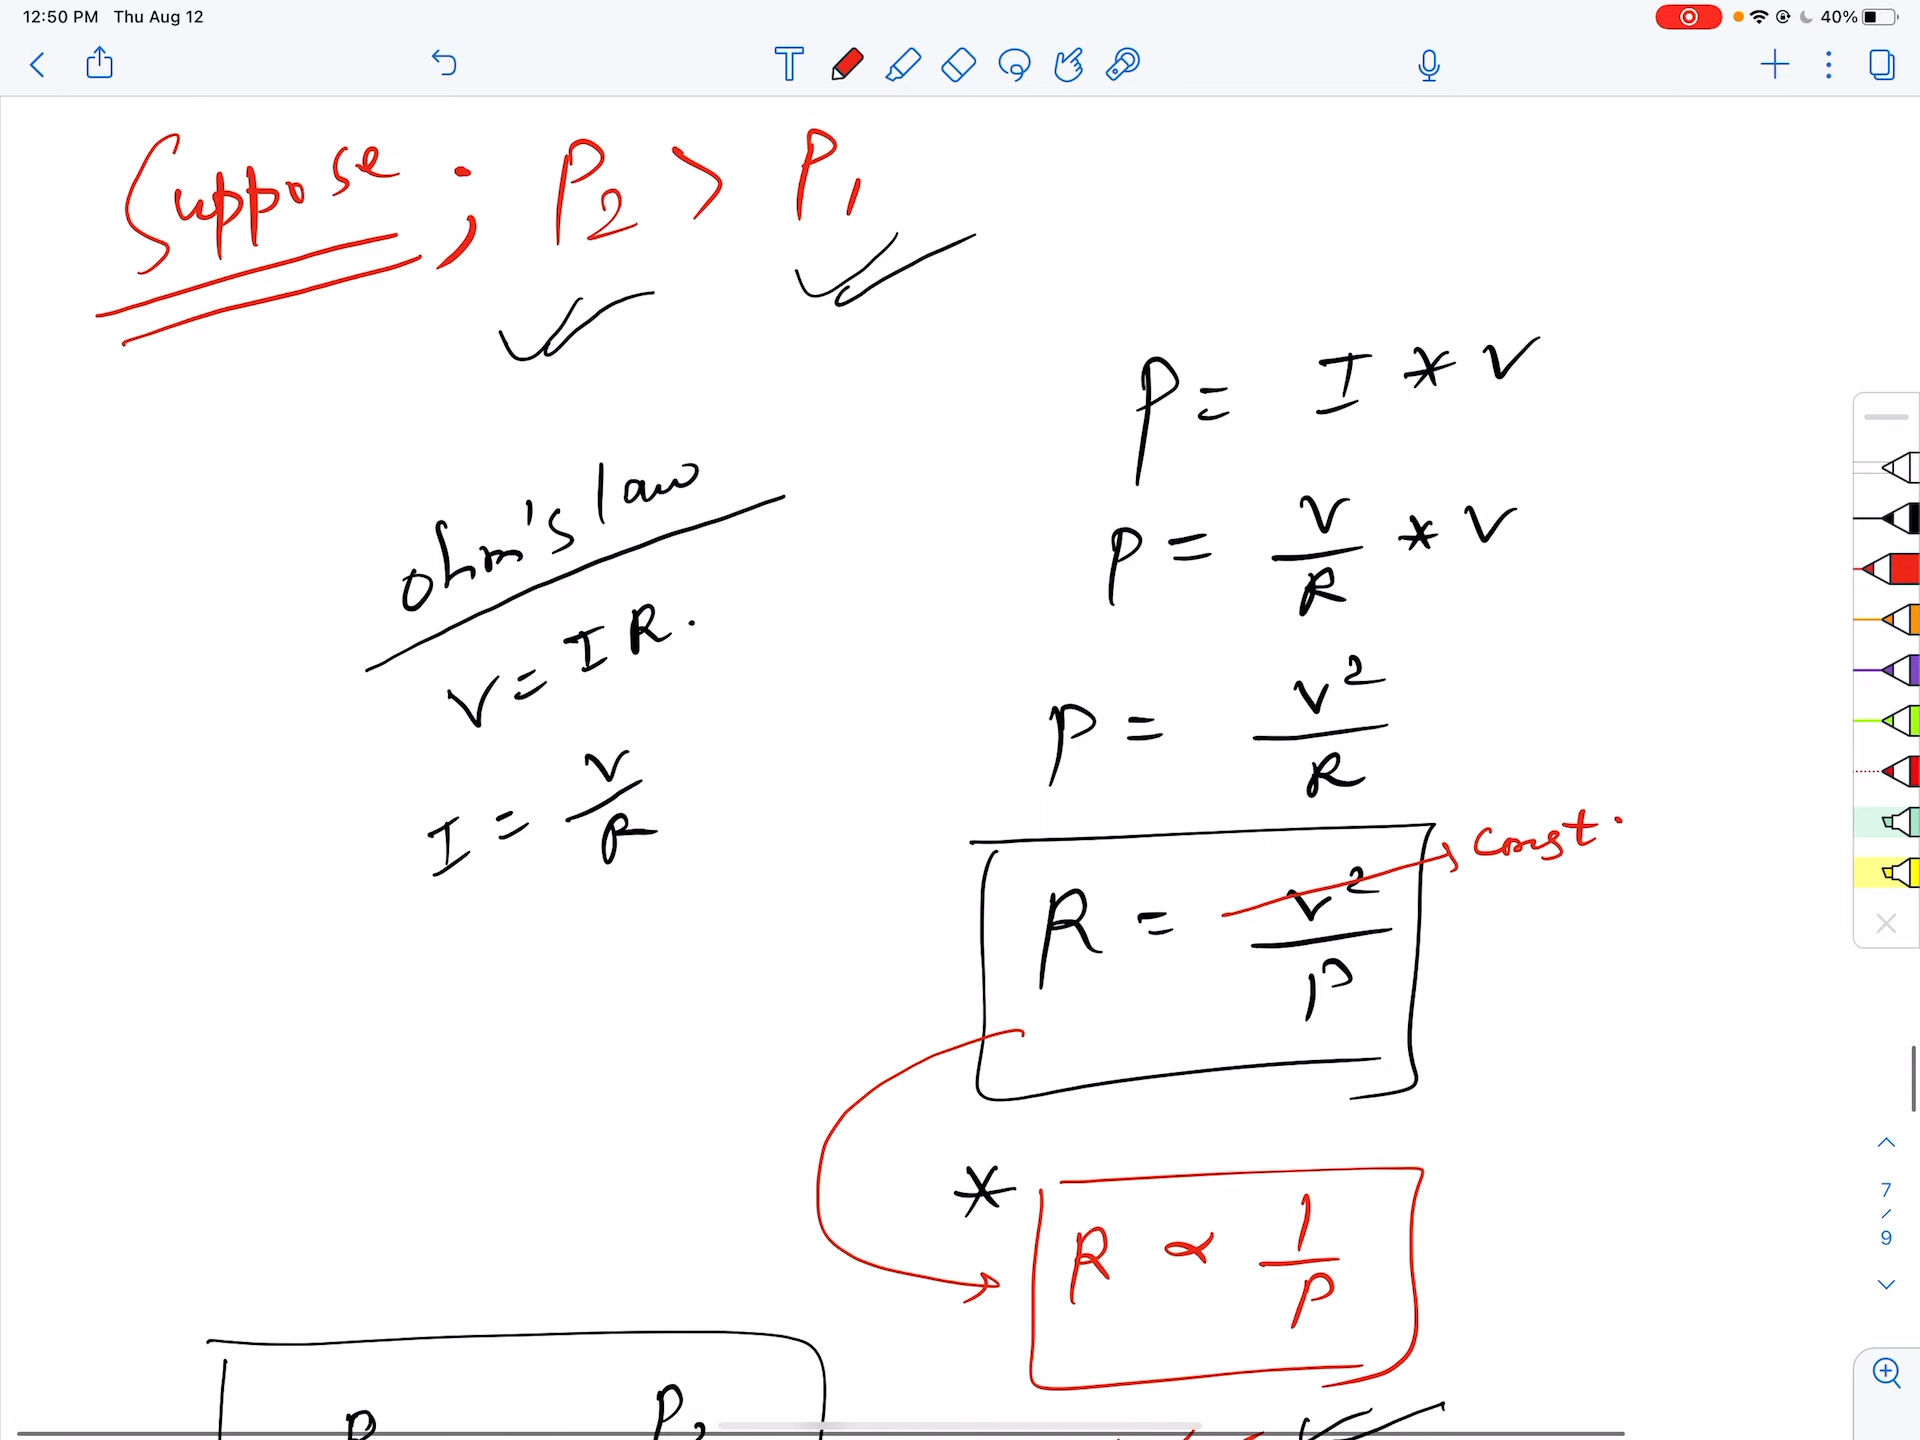 12:50 PM Thu Aug 12
40%
T
Suppose ; P2 > P1
P = I * V
ohm's law
P = V/R * V
V = IR.
P = V²/R
I = V/R
const.
R = V²/P
*
R ∝ 1/P
7
/
9
P2